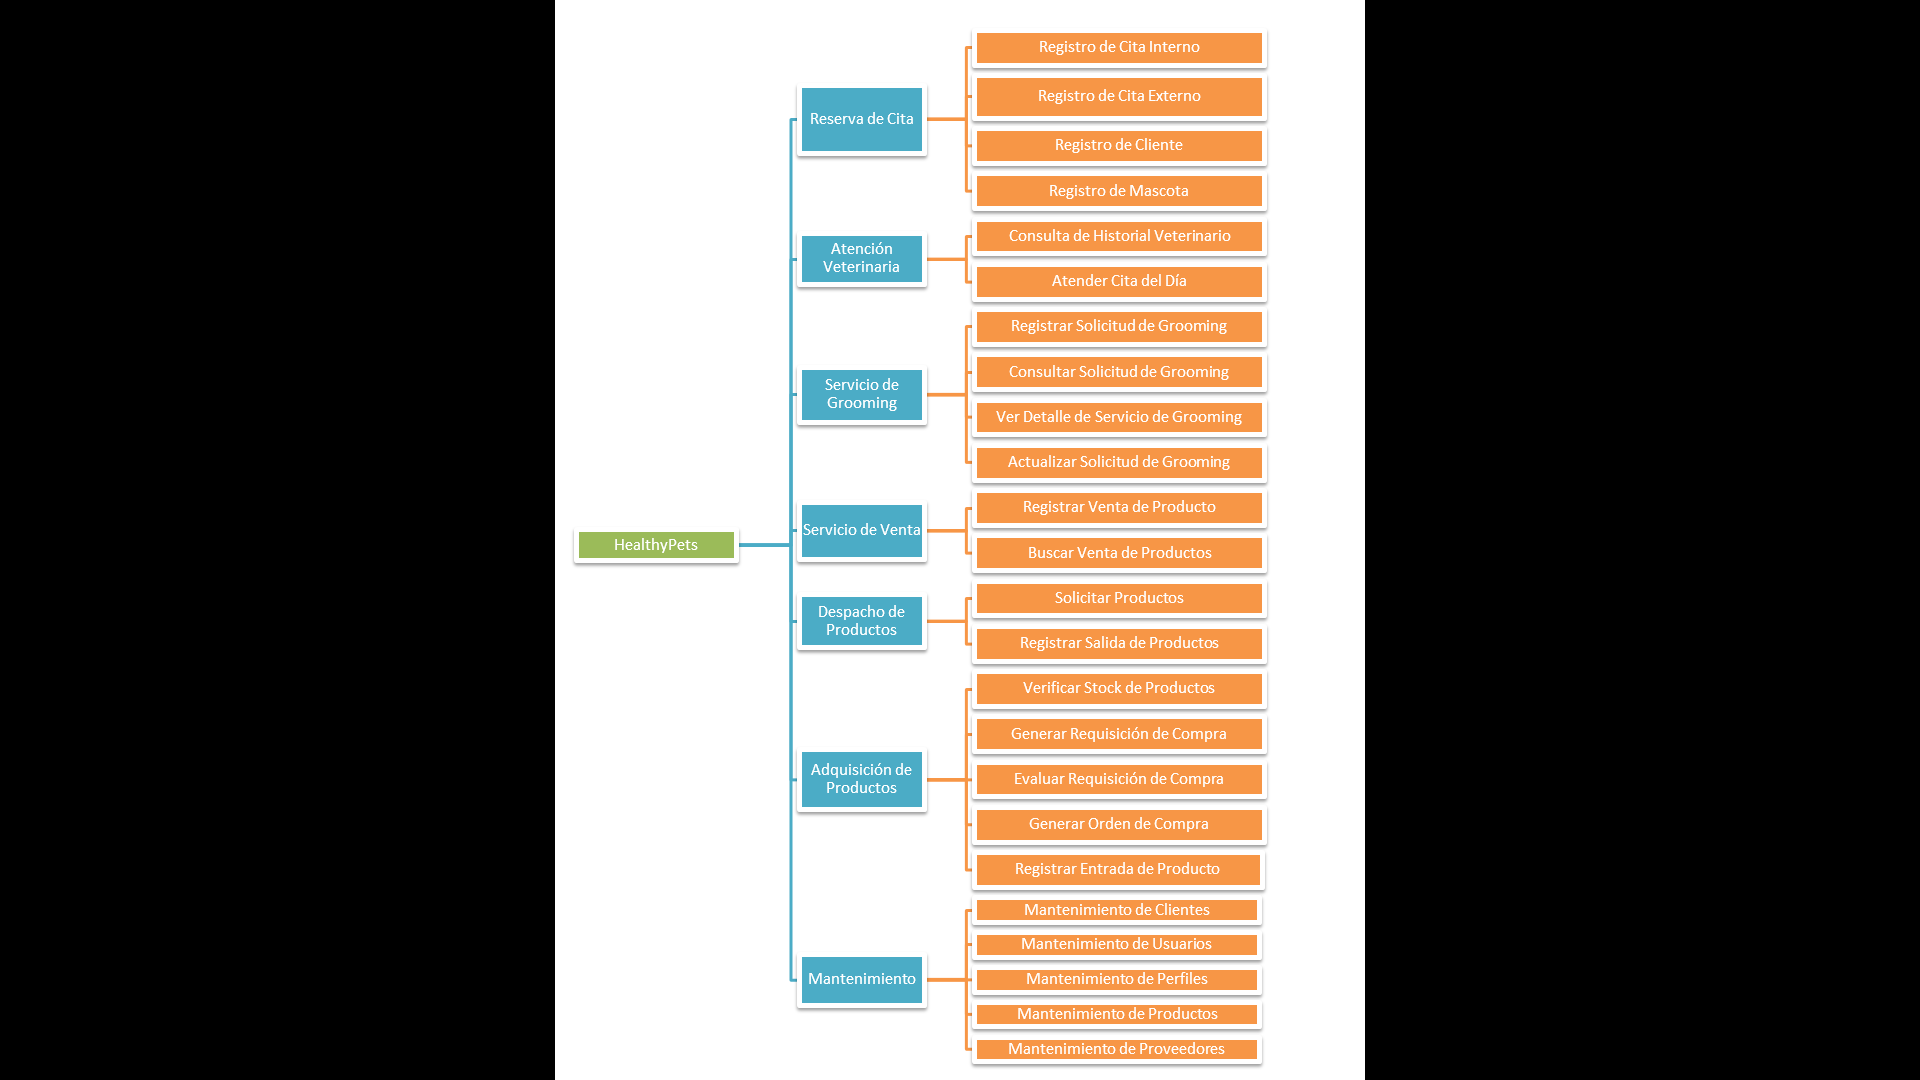 HealthyPets
Reserva de Cita
Registro de Cita Interno
Registro de Cita Externo
Registro de Cliente
Registro de Mascota
Atención
Veterinaria
Consulta de Historial Veterinario
Atender Cita del Día
Servicio de
Grooming
Registrar Solicitud de Grooming
Consultar Solicitud de Grooming
Ver Detalle de Servicio de Grooming
Actualizar Solicitud de Grooming
Servicio de Venta
Registrar Venta de Producto
Buscar Venta de Productos
Despacho de
Productos
Solicitar Productos
Registrar Salida de Productos
Adquisición de
Productos
Verificar Stock de Productos
Generar Requisición de Compra
Evaluar Requisición de Compra
Generar Orden de Compra
Registrar Entrada de Producto
Mantenimiento
Mantenimiento de Clientes
Mantenimiento de Usuarios
Mantenimiento de Perfiles
Mantenimiento de Productos
Mantenimiento de Proveedores